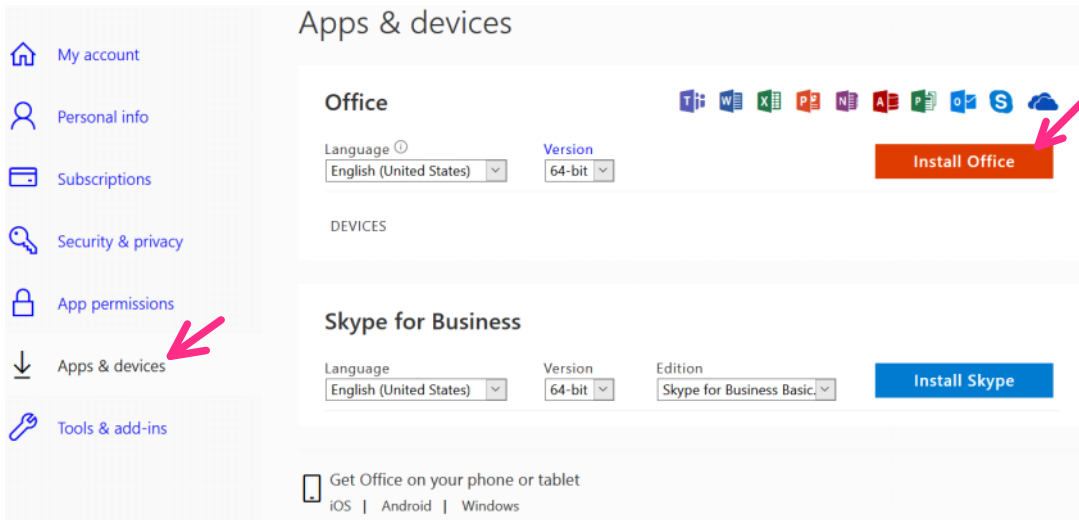 Apps & devices
My account
Personal info
Subscriptions
Security & privacy
App permissions
Apps & devices
Tools & add-ins
Office
T W X P N A P O S
Language Version
English (United States) 64-bit Install Office
DEVICES
Skype for Business
Language Version Edition
English (United States) 64-bit Skype for Business Basic. Install Skype
Get Office on your phone or tablet
iOS | Android | Windows